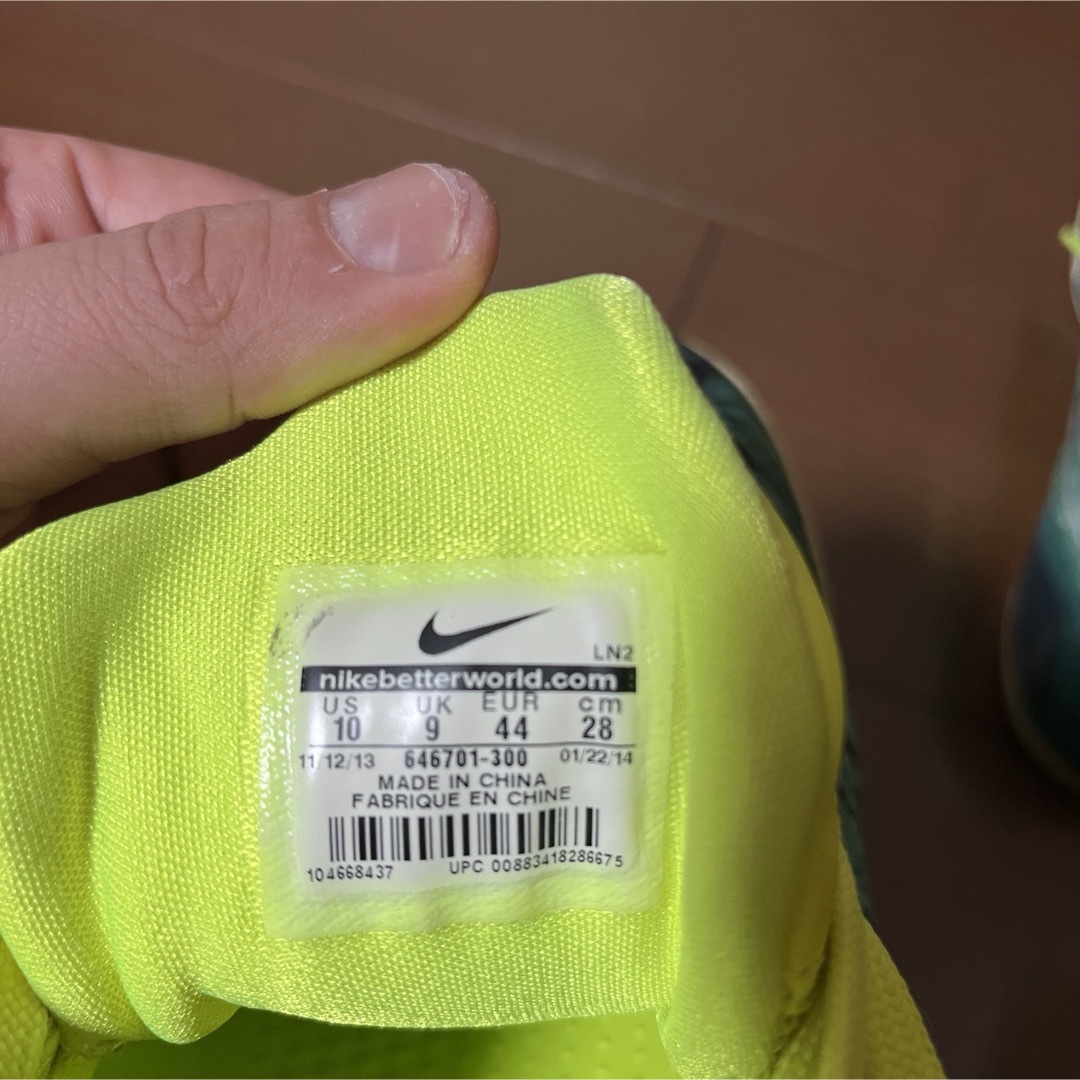 LN2
nikebetterworld.com
US UK EUR cm
10 9 44 28
11/12/13 646701-300 01/22/14
MADE IN CHINA
FABRIQUE EN CHINE
104668437 UPC 00883418286675